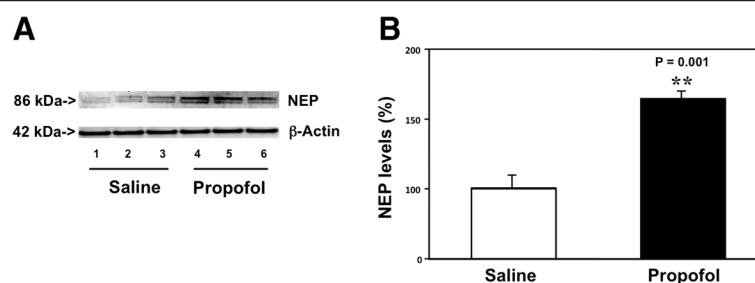 A
86 kDa->
NEP
42 kDa->
β-Actin
1 2 3 4 5 6
Saline Propofol
B
NEP levels (%)
200
150
100
0
P = 0.001
**
Saline Propofol